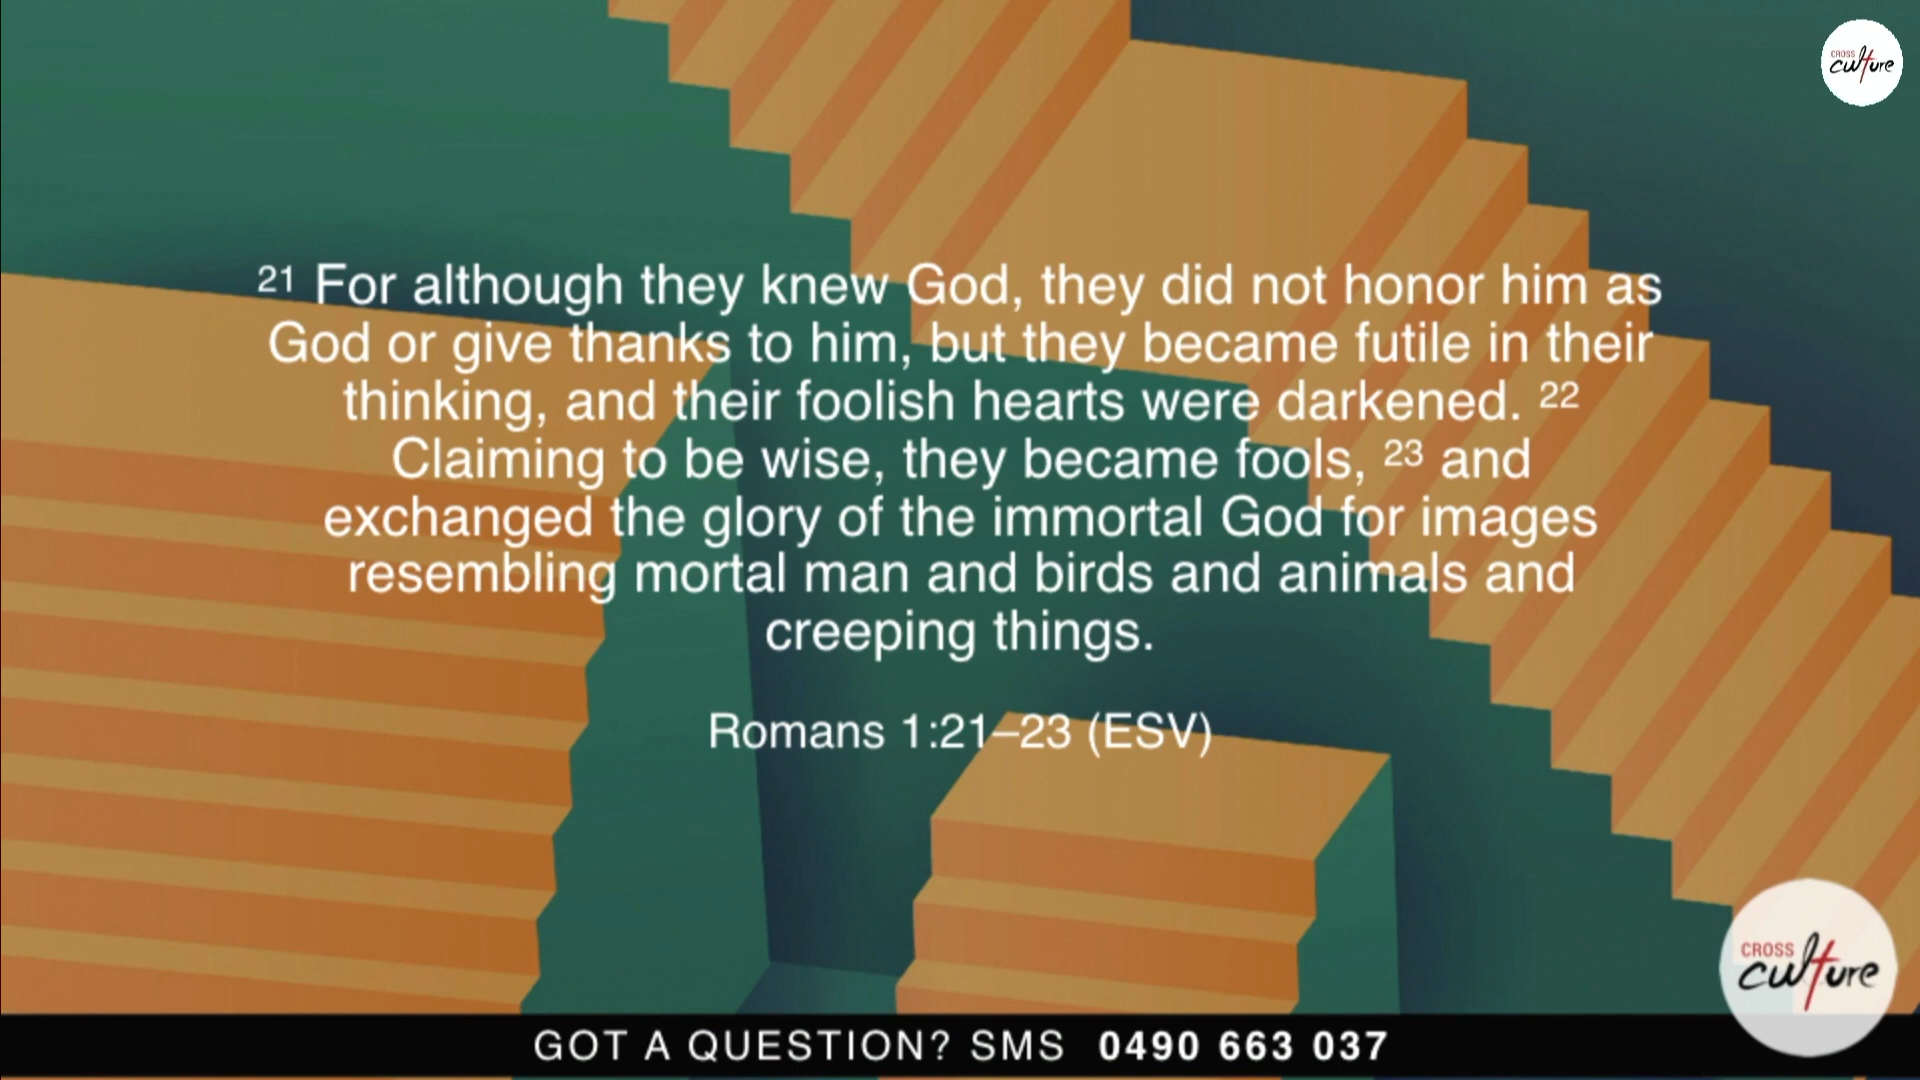 CROSS
culture
21 For although they knew God, they did not honor him as
God or give thanks to him, but they became futile in their
thinking, and their foolish hearts were darkened. 22
Claiming to be wise, they became fools, 23 and
exchanged the glory of the immortal God for images
resembling mortal man and birds and animals and
creeping things.
Romans 1:21–23 (ESV)
CROSS
culture
GOT A QUESTION? SMS 0490 663 037